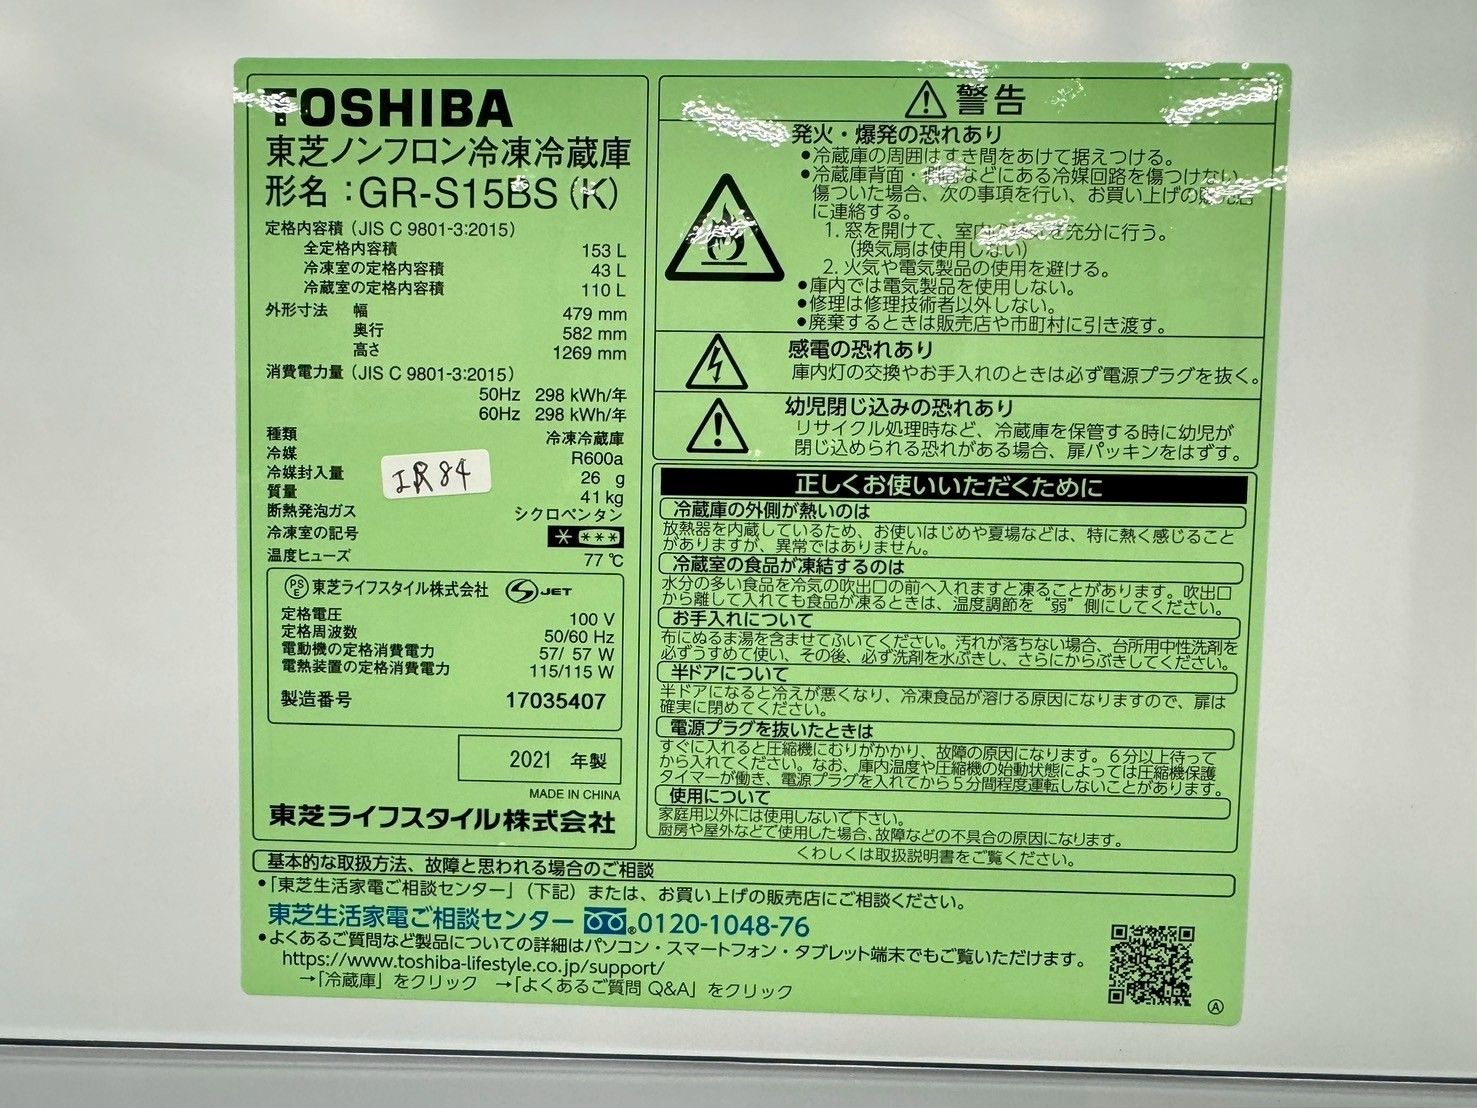 TOSHIBA
東芝ノンフロン冷凍冷蔵庫
形名：GR-S15BS (K)
定格内容積 (JIS C 9801-3:2015)
全定格内容積 153 L
冷凍室の定格内容積 43 L
冷蔵室の定格内容積 110 L
外形寸法 幅 479 mm
奥行 582 mm
高さ 1269 mm
消費電力量 (JIS C 9801-3:2015)
50Hz 298 kWh/年
60Hz 298 kWh/年
種類 冷凍冷蔵庫
冷媒 R600a
冷媒封入量 26 g
質量 41 kg
断熱発泡ガス シクロペンタン
冷凍室の記号 * ***
温度ヒューズ 77 ℃
IR 84
PSE 東芝ライフスタイル株式会社 S JET
定格電圧 100 V
定格周波数 50/60 Hz
電動機の定格消費電力 57/ 57 W
電熱装置の定格消費電力 115/115 W
製造番号 17035407
2021 年製
MADE IN CHINA
東芝ライフスタイル株式会社
警告
発火・爆発の恐れあり
●冷蔵庫の周囲はすき間をあけて据えつける。
●冷蔵庫背面・などにある冷媒回路を傷つけない。
傷ついた場合、次の事項を行い、お買い上げの販売店
に連絡する。
1. 窓を開けて、室内の を充分に行う。
(換気扇は使用しない)
2. 火気や電気製品の使用を避ける。
●庫内では電気製品を使用しない。
●修理は修理技術者以外しない。
●廃棄するときは販売店や市町村に引き渡す。
感電の恐れあり
庫内灯の交換やお手入れのときは必ず電源プラグを抜く。
幼児閉じ込みの恐れあり
リサイクル処理時など、冷蔵庫を保管する時に幼児が
閉じ込められる恐れがある場合、扉パッキンをはずす。
正しくお使いいただくために
冷蔵庫の外側が熱いのは
放熱器を内蔵しているため、お使いはじめや夏場などは、特に熱く感じること
がありますが、異常ではありません。
冷蔵室の食品が凍結するのは
水分の多い食品を冷気の吹出口の前へ入れますと凍ることがあります。吹出口
から離して入れても食品が凍るときは、温度調節を“弱”側にしてください。
お手入れについて
布にぬるま湯を含ませてふいてください。汚れが落ちない場合、台所用中性洗剤を
必ずうすめて使い、その後、必ず洗剤を水ぶきし、さらにからぶきしてください。
半ドアについて
半ドアになると冷えが悪くなり、冷凍食品が溶ける原因になりますので、扉は
確実に閉めてください。
電源プラグを抜いたときは
すぐに入れると圧縮機にむりがかかり、故障の原因になります。6分以上待って
から入れてください。なお、庫内温度や圧縮機の始動状態によっては圧縮機保護
タイマーが働き、電源プラグを入れてから5分間程度運転しないことがあります。
使用について
家庭用以外には使用しないで下さい。
厨房や屋外などで使用した場合、故障などの不具合の原因になります。
くわしくは取扱説明書をご覧ください。
基本的な取扱方法、故障と思われる場合のご相談
●「東芝生活家電ご相談センター」（下記）または、お買い上げの販売店にご相談ください。
東芝生活家電ご相談センター 0120-1048-76
●よくあるご質問など製品についての詳細はパソコン・スマートフォン・タブレット端末でもご覧いただけます。
https://www.toshiba-lifestyle.co.jp/support/
→「冷蔵庫」をクリック →「よくあるご質問 Q&A」をクリック
Ⓐ